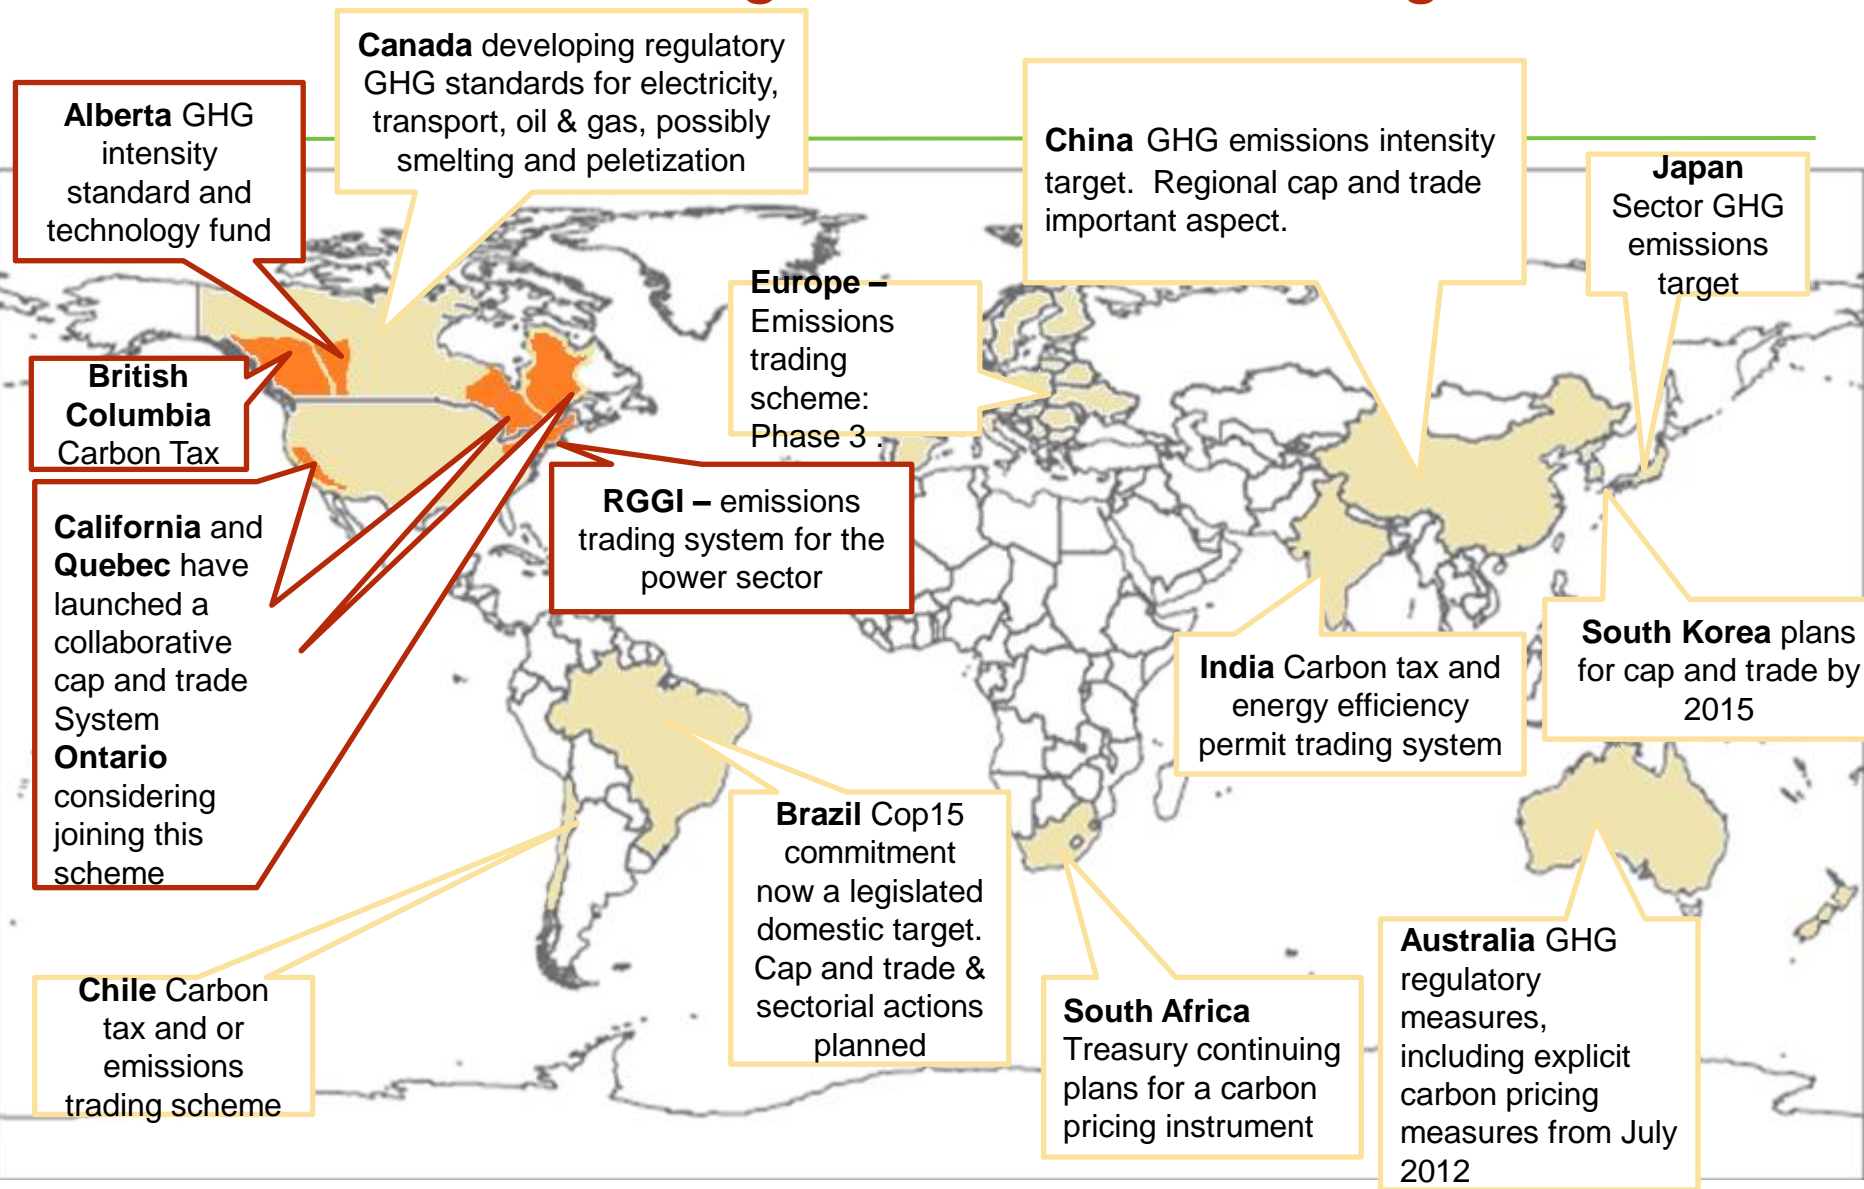 Canada developing regulatory
GHG standards for electricity,
transport, oil & gas, possibly
smelting and peletization
Alberta GHG
intensity
standard and
technology fund
China GHG emissions intensity
target. Regional cap and trade
important aspect.
Japan
Sector GHG
emissions
target
Europe –
Emissions
trading
scheme:
Phase 3 .
British
Columbia
Carbon Tax
RGGI – emissions
trading system for the
power sector
California and
Quebec have
launched a
collaborative
cap and trade
System
Ontario
considering
joining this
scheme
India Carbon tax and
energy efficiency
permit trading system
South Korea plans
for cap and trade by
2015
Brazil Cop15
commitment
now a legislated
domestic target.
Cap and trade &
sectorial actions
planned
Chile Carbon
tax and or
emissions
trading scheme
South Africa
Treasury continuing
plans for a carbon
pricing instrument
Australia GHG
regulatory
measures,
including explicit
carbon pricing
measures from July
2012